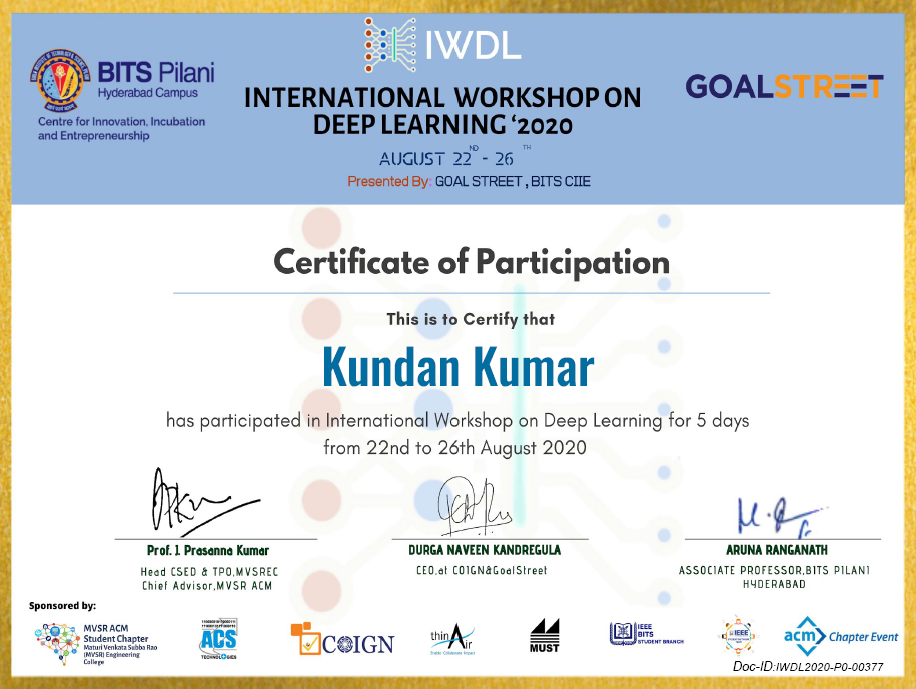 IWDL
BITS Pilani
Hyderabad Campus
Centre for Innovation, Incubation
and Entrepreneurship
GOALSTREET
INTERNATIONAL WORKSHOP ON
DEEP LEARNING ‘2020
AUGUST 22ND - 26TH
Presented By: GOAL STREET , BITS CIIE
Certificate of Participation
This is to Certify that
Kundan Kumar
has participated in International Workshop on Deep Learning for 5 days
from 22nd to 26th August 2020
Prof. J. Prasanna Kumar
Head CSED & TPO,MVSREC
Chief Advisor,MVSR ACM
DURGA NAVEEN KANDREGULA
CEO,at COIGN&GoalStreet
ARUNA RANGANATH
ASSOCIATE PROFESSOR,BITS PILANI
HYDERABAD
Sponsored by:
MVSR ACM
Student Chapter
Maturi Venkata Subba Rao
(MVSR) Engineering
College
ACS
TECHNOLOGIES
COIGN
thinAir
Enable Collaborate Impact
MUST
IEEE
BITS
STUDENT BRANCH
IEEE
acm Chapter Event
Doc-ID:IWDL2020-P0-00377